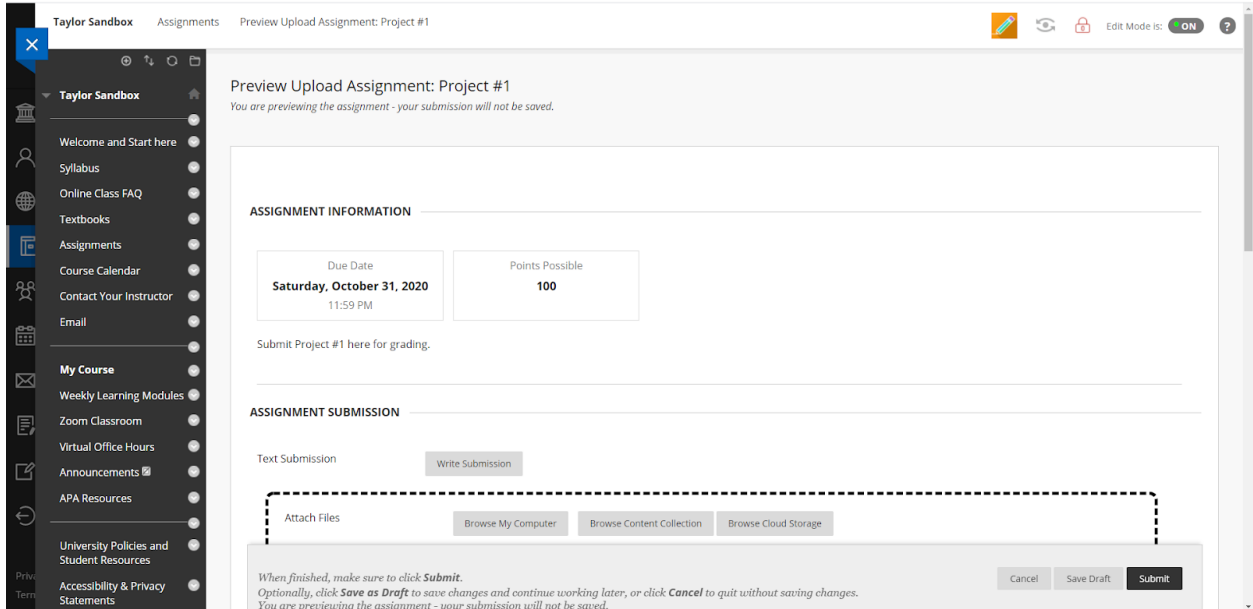 Taylor Sandbox Assignments Preview Upload Assignment: Project #1
Edit Mode is: ON ?
Taylor Sandbox
Welcome and Start here
Syllabus
Online Class FAQ
Textbooks
Assignments
Course Calendar
Contact Your Instructor
Email
My Course
Weekly Learning Modules
Zoom Classroom
Virtual Office Hours
Announcements
APA Resources
University Policies and
Student Resources
Accessibility & Privacy
Statements
Priva
Term
Preview Upload Assignment: Project #1
You are previewing the assignment - your submission will not be saved.
ASSIGNMENT INFORMATION
Due Date
Saturday, October 31, 2020
11:59 PM
Points Possible
100
Submit Project #1 here for grading.
ASSIGNMENT SUBMISSION
Text Submission Write Submission
Attach Files Browse My Computer Browse Content Collection Browse Cloud Storage
When finished, make sure to click Submit.
Optionally, click Save as Draft to save changes and continue working later, or click Cancel to quit without saving changes.
You are previewing the assignment - your submission will not be saved.
Cancel Save Draft Submit